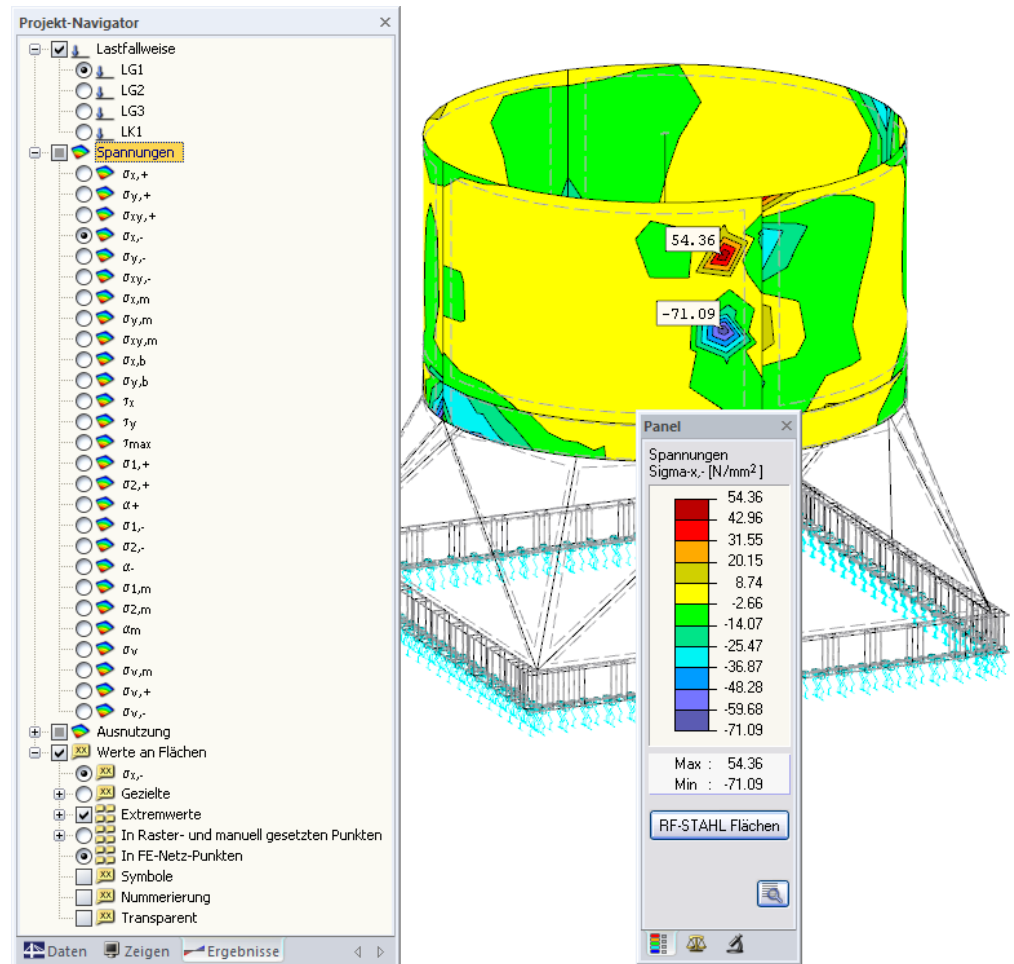 Projekt-Navigator
Lastfallweise
LG1
LG2
LG3
LK1
Spannungen
σx,+
σy,+
σxy,+
σx,-
σy,-
σxy,-
σx,m
σy,m
σxy,m
σx,b
σy,b
τx
τy
τmax
σ1,+
σ2,+
α+
σ1,-
σ2,-
α-
σ1,m
σ2,m
αm
σv
σv,m
σv,+
σv,-
Ausnutzung
Werte an Flächen
σx,-
Gezielte
Extremwerte
In Raster- und manuell gesetzten Punkten
In FE-Netz-Punkten
Symbole
Nummerierung
Transparent
Daten Zeigen Ergebnisse
54.36
-71.09
Panel
Spannungen
Sigma-x,- [N/mm²]
54.36
42.96
31.55
20.15
8.74
-2.66
-14.07
-25.47
-36.87
-48.28
-59.68
-71.09
Max : 54.36
Min : -71.09
RF-STAHL Flächen